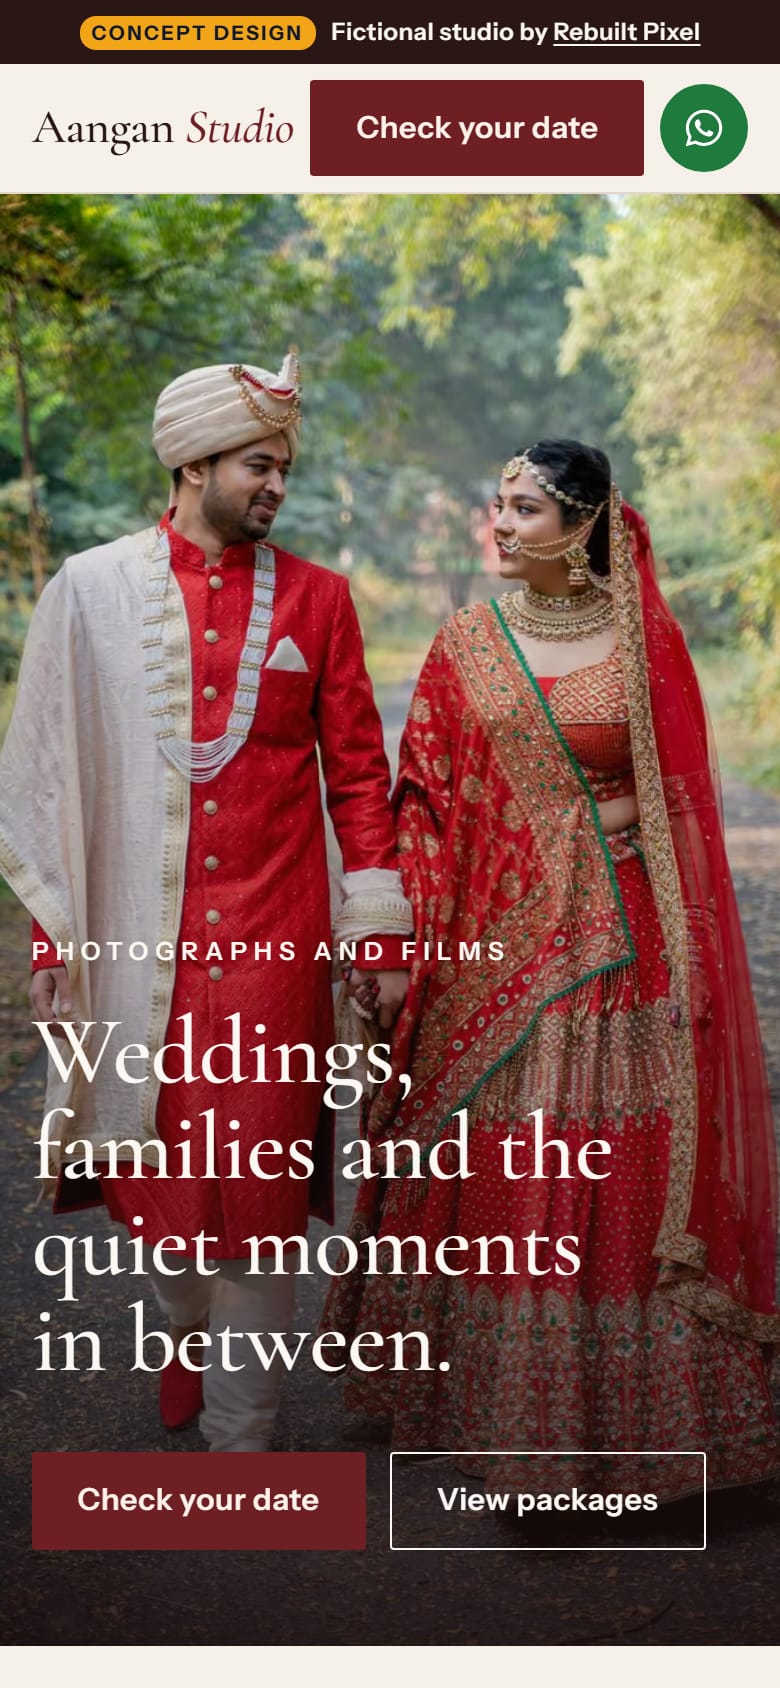 CONCEPT DESIGN Fictional studio by Rebuilt Pixel
Aangan Studio
Check your date
PHOTOGRAPHS AND FILMS
Weddings,
families and the
quiet moments
in between.
Check your date
View packages